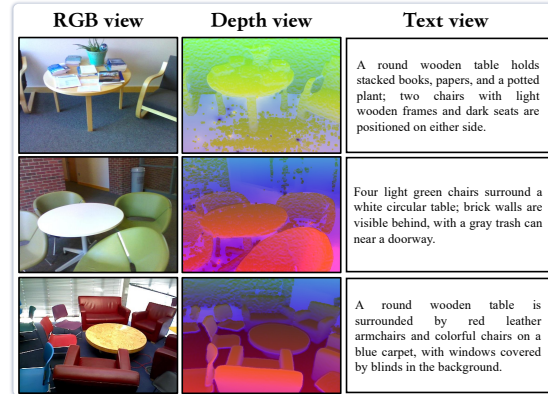 RGB view
Depth view
Text view
A round wooden table holds
stacked books, papers, and a potted
plant; two chairs with light
wooden frames and dark seats are
positioned on either side.
Four light green chairs surround a
white circular table; brick walls are
visible behind, with a gray trash can
near a doorway.
A round wooden table is
surrounded by red leather
armchairs and colorful chairs on a
blue carpet, with windows covered
by blinds in the background.